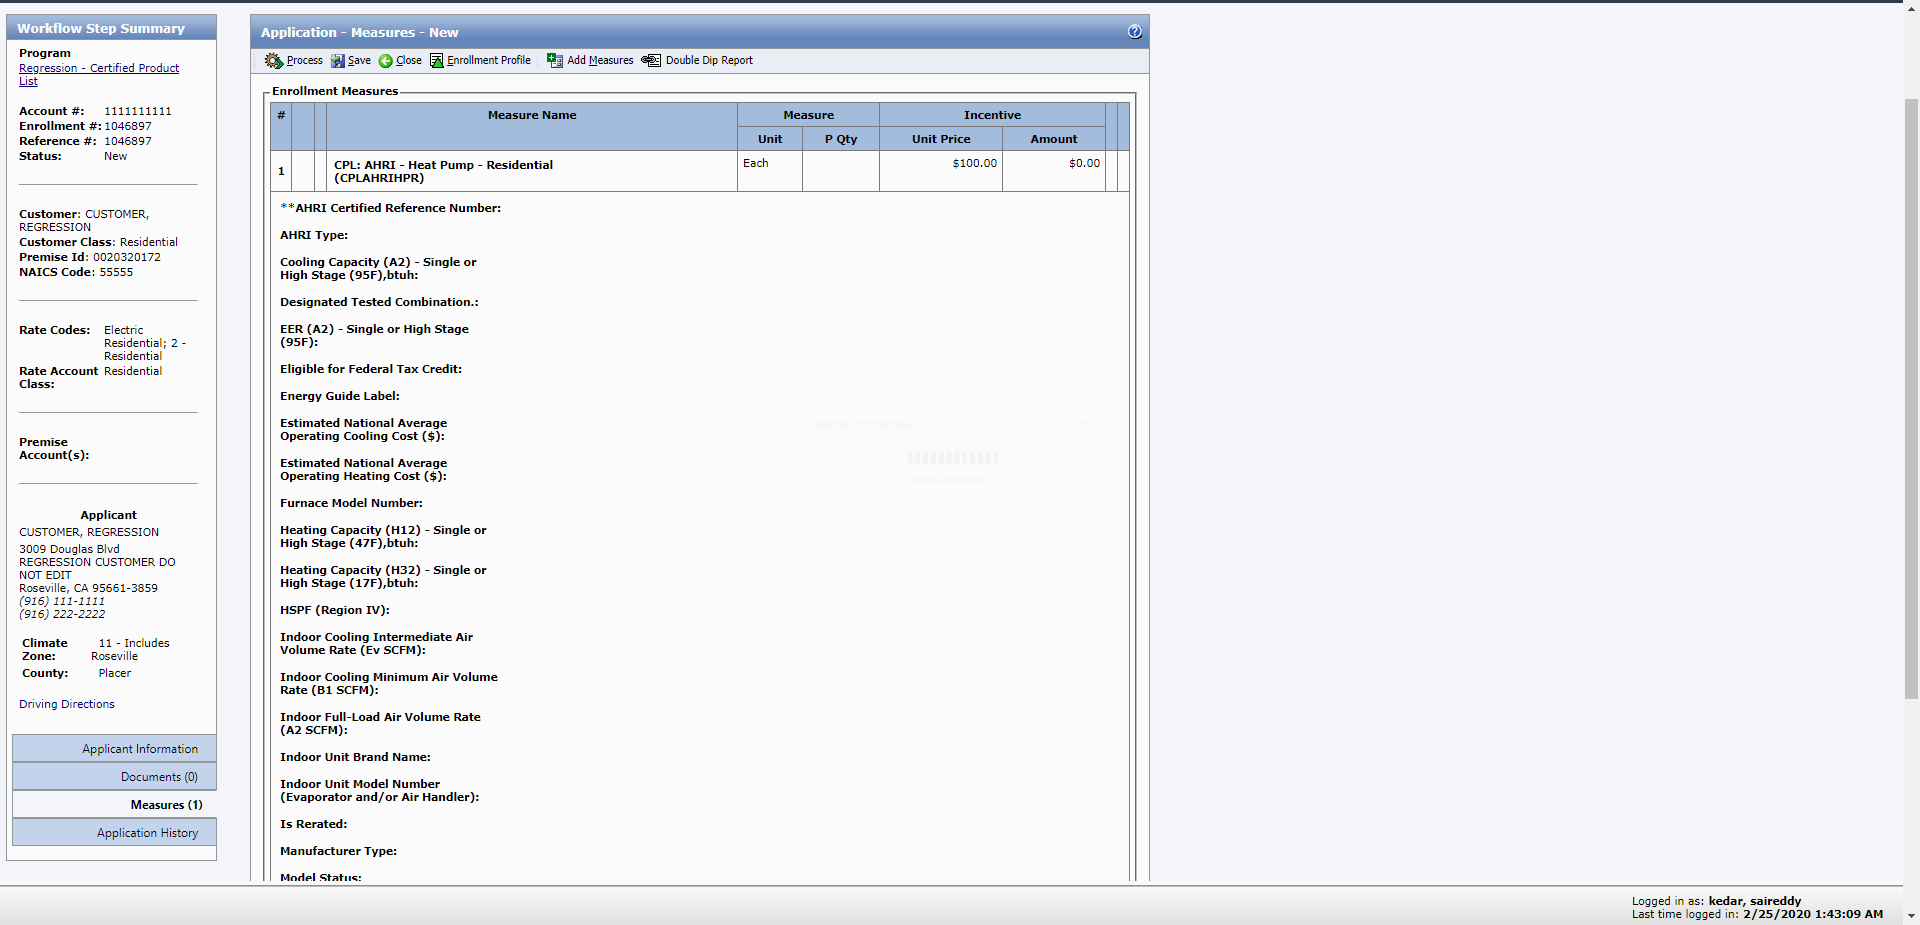 Workflow Step Summary
Program
Regression - Certified Product
List
Account #: 1111111111
Enrollment #: 1046897
Reference #: 1046897
Status: New
Customer: CUSTOMER,
REGRESSION
Customer Class: Residential
Premise Id: 0020320172
NAICS Code: 55555
Rate Codes: Electric
Residential; 2 -
Residential
Rate Account Residential
Class:
Premise
Account(s):
Applicant
CUSTOMER, REGRESSION
3009 Douglas Blvd
REGRESSION CUSTOMER DO
NOT EDIT
Roseville, CA 95661-3859
(916) 111-1111
(916) 222-2222
Climate 11 - Includes
Zone: Roseville
County: Placer
Driving Directions
Applicant Information
Documents (0)
Measures (1)
Application History
Application - Measures - New
Process Save Close Enrollment Profile Add Measures Double Dip Report
Enrollment Measures
# Measure Name Measure Incentive
Unit P Qty Unit Price Amount
1 CPL: AHRI - Heat Pump - Residential Each $100.00 $0.00
(CPLAHRIHPR)
**AHRI Certified Reference Number:
AHRI Type:
Cooling Capacity (A2) - Single or
High Stage (95F),btuh:
Designated Tested Combination.:
EER (A2) - Single or High Stage
(95F):
Eligible for Federal Tax Credit:
Energy Guide Label:
Estimated National Average
Operating Cooling Cost ($):
Estimated National Average
Operating Heating Cost ($):
Furnace Model Number:
Heating Capacity (H12) - Single or
High Stage (47F),btuh:
Heating Capacity (H32) - Single or
High Stage (17F),btuh:
HSPF (Region IV):
Indoor Cooling Intermediate Air
Volume Rate (Ev SCFM):
Indoor Cooling Minimum Air Volume
Rate (B1 SCFM):
Indoor Full-Load Air Volume Rate
(A2 SCFM):
Indoor Unit Brand Name:
Indoor Unit Model Number
(Evaporator and/or Air Handler):
Is Rerated:
Manufacturer Type:
Model Status:
Logged in as: kedar, saireddy
Last time logged in: 2/25/2020 1:43:09 AM